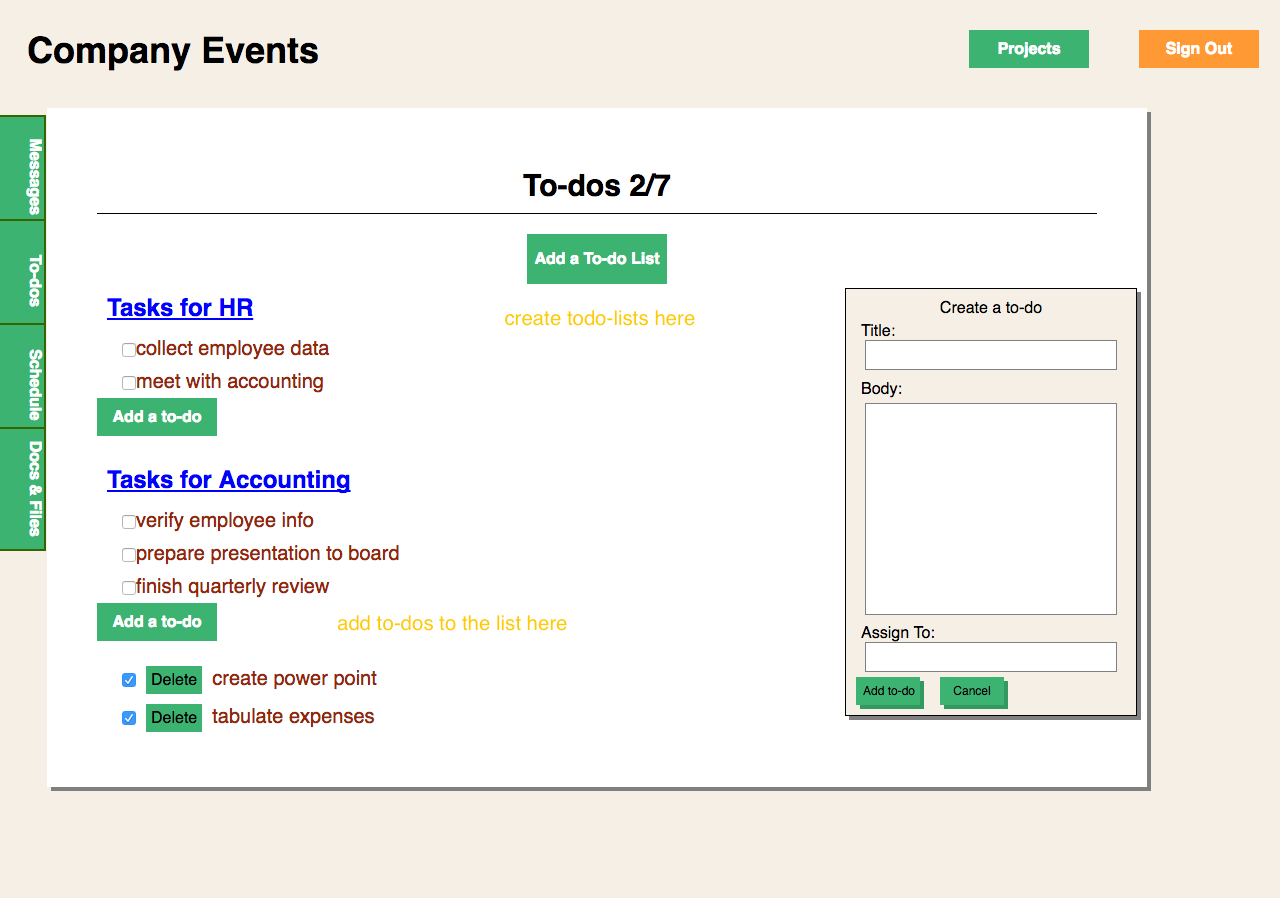 Company Events
Projects
Sign Out
Messages
To-dos
Schedule
Docs & Files
To-dos 2/7
Add a To-do List
create todo-lists here
Tasks for HR
collect employee data
meet with accounting
Add a to-do
Tasks for Accounting
verify employee info
prepare presentation to board
finish quarterly review
Add a to-do
add to-dos to the list here
Delete create power point
Delete tabulate expenses
Create a to-do
Title:
Body:
Assign To:
Add to-do
Cancel